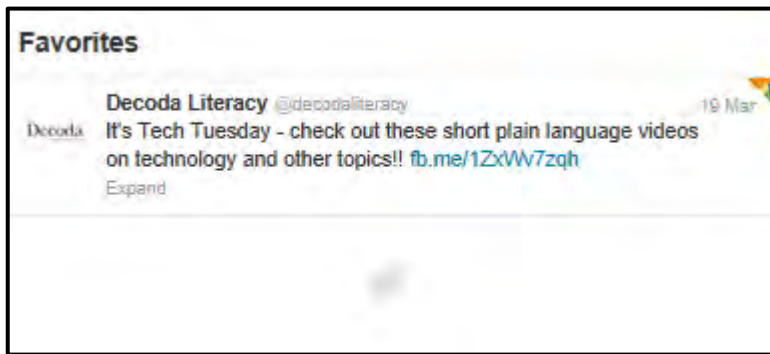 Favorites
Decoda Literacy @decodaliteracy 19 Mar
Decoda It's Tech Tuesday - check out these short plain language videos
on technology and other topics!! fb.me/1ZxWv7zqh
Expand